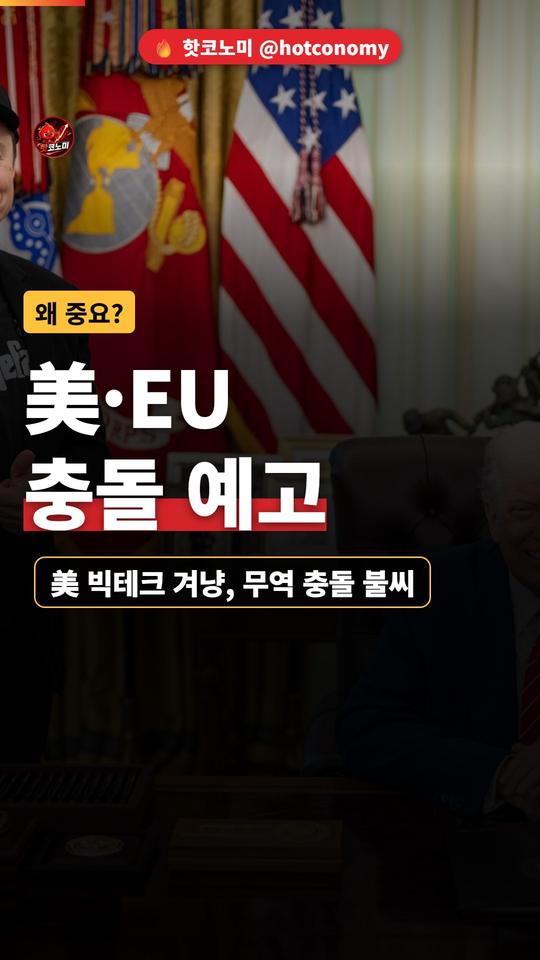 🔥 핫코노미 @hotconomy
핫코노미
왜 중요?
美·EU
충돌 예고
美 빅테크 겨냥, 무역 충돌 불씨